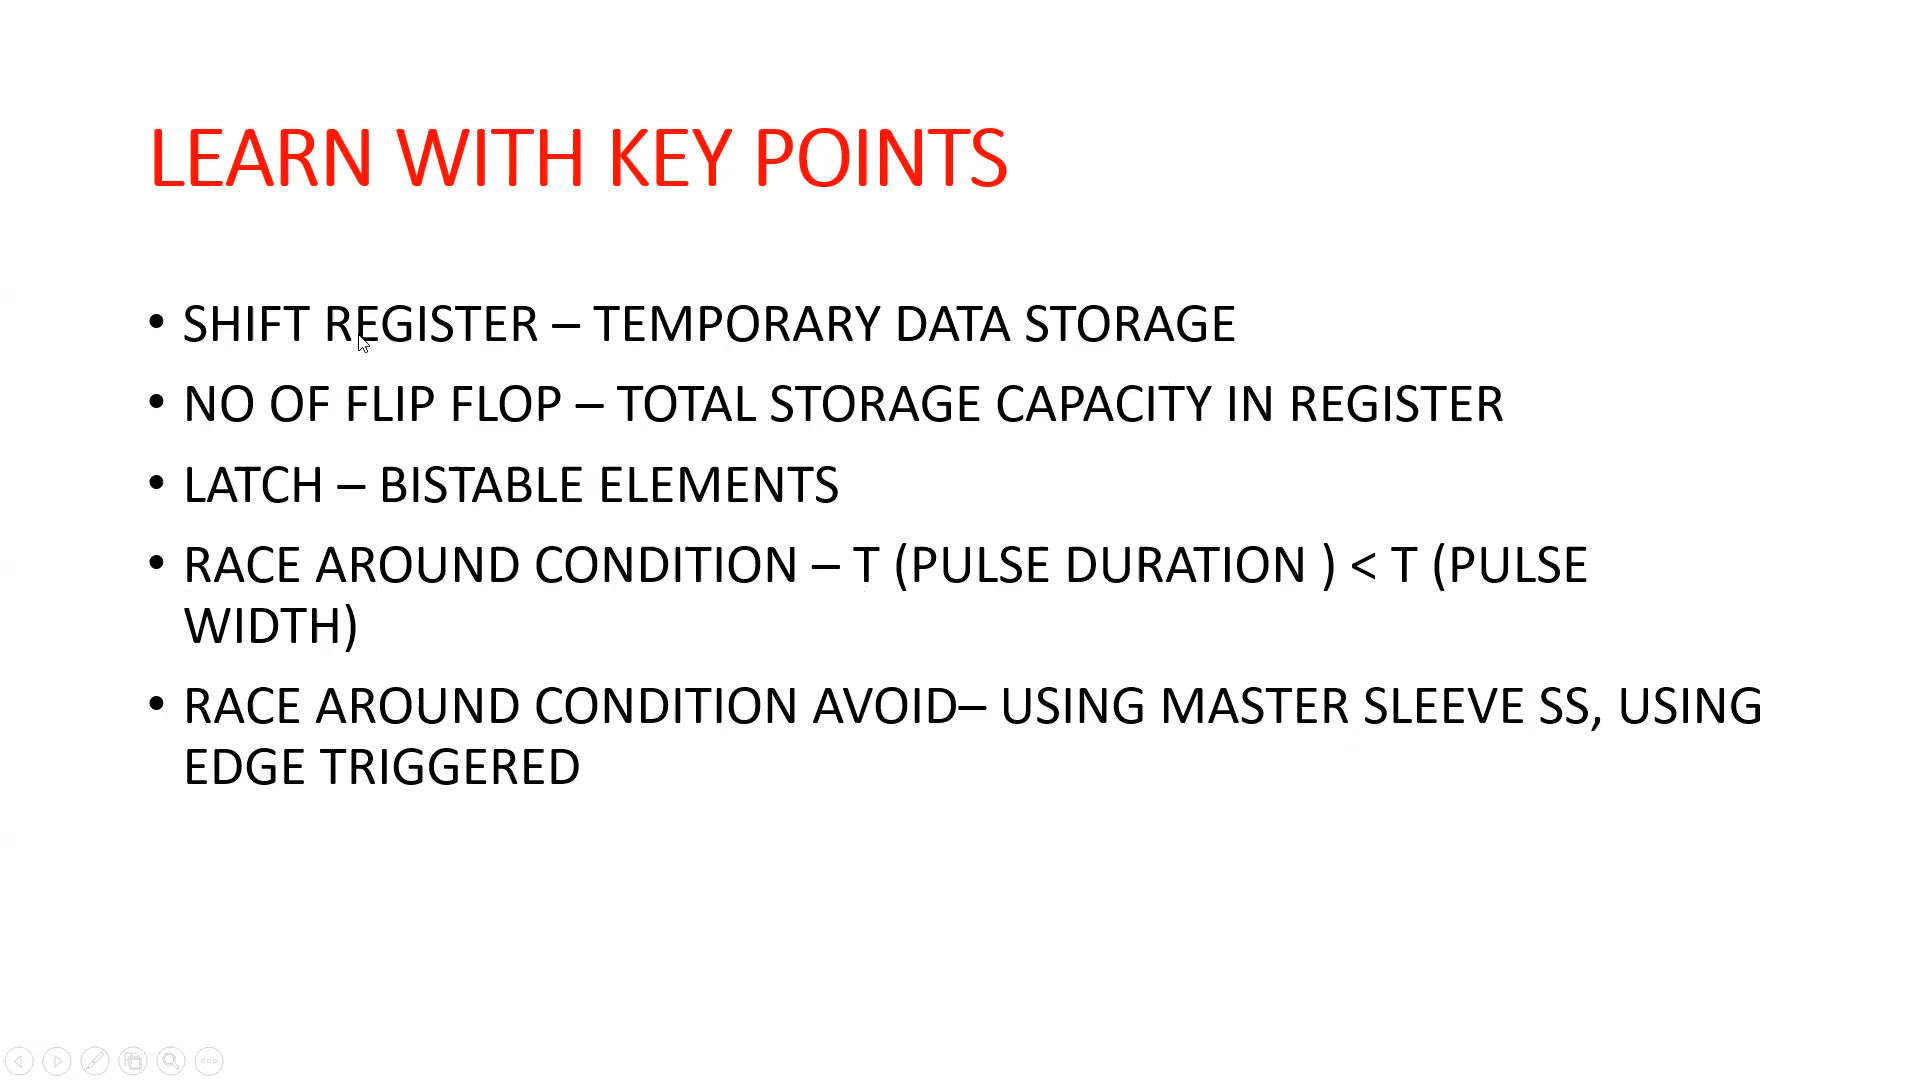 LEARN WITH KEY POINTS
• SHIFT REGISTER – TEMPORARY DATA STORAGE
• NO OF FLIP FLOP – TOTAL STORAGE CAPACITY IN REGISTER
• LATCH – BISTABLE ELEMENTS
• RACE AROUND CONDITION – T (PULSE DURATION ) < T (PULSE
WIDTH)
• RACE AROUND CONDITION AVOID– USING MASTER SLEEVE SS, USING
EDGE TRIGGERED